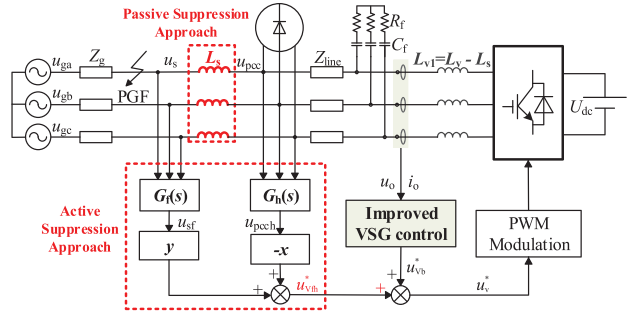 Passive Suppression
Approach
R_f
C_f
u_ga
Z_g
u_s
L_s
u_pcc
Z_line
L_v1=L_v - L_s
u_gb
PGF
U_dc
u_gc
G_f(s)
G_h(s)
u_o
i_o
Active
Suppression
Approach
u_sf
u_pcch
y
-x
Improved
VSG control
PWM
Modulation
+
+
u*_Vfh
+
u*_Vb
+
+
u*_v